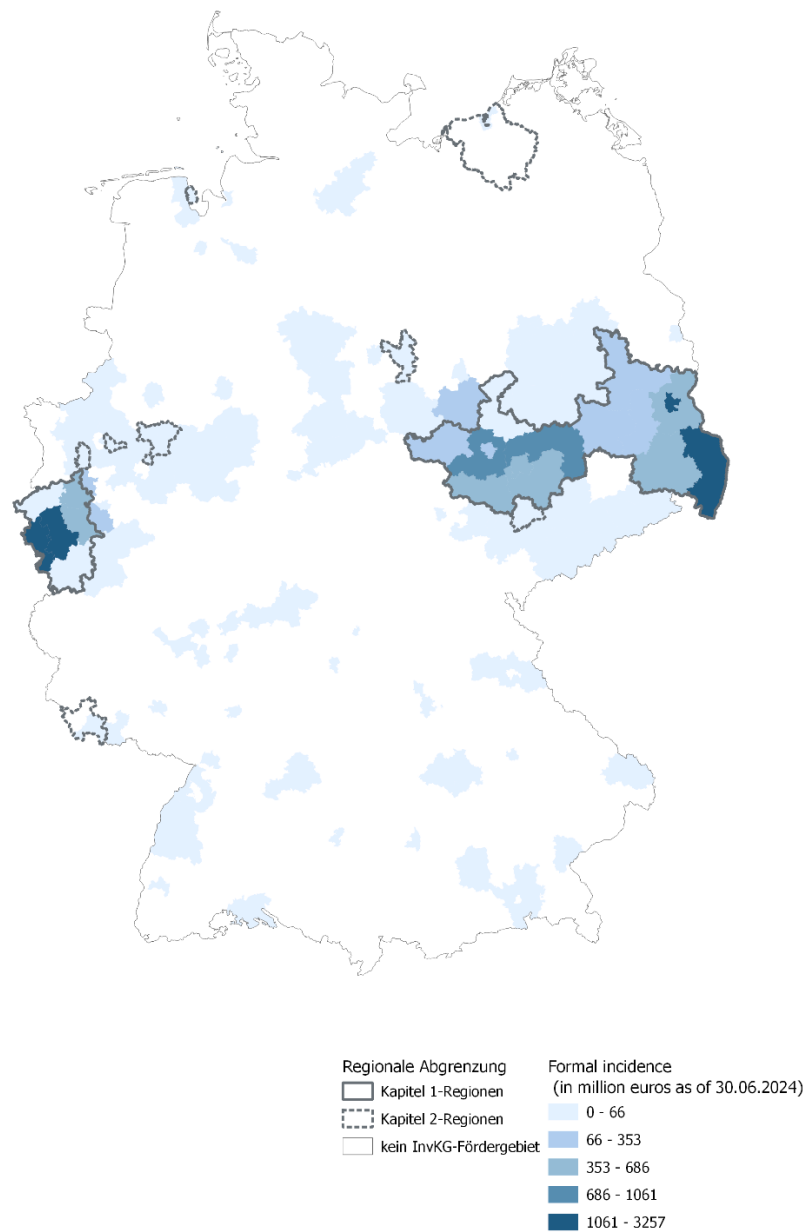 Regionale Abgrenzung
Kapitel 1-Regionen
Kapitel 2-Regionen
kein InvKG-Fördergebiet
Formal incidence
(in million euros as of 30.06.2024)
0 - 66
66 - 353
353 - 686
686 - 1061
1061 - 3257